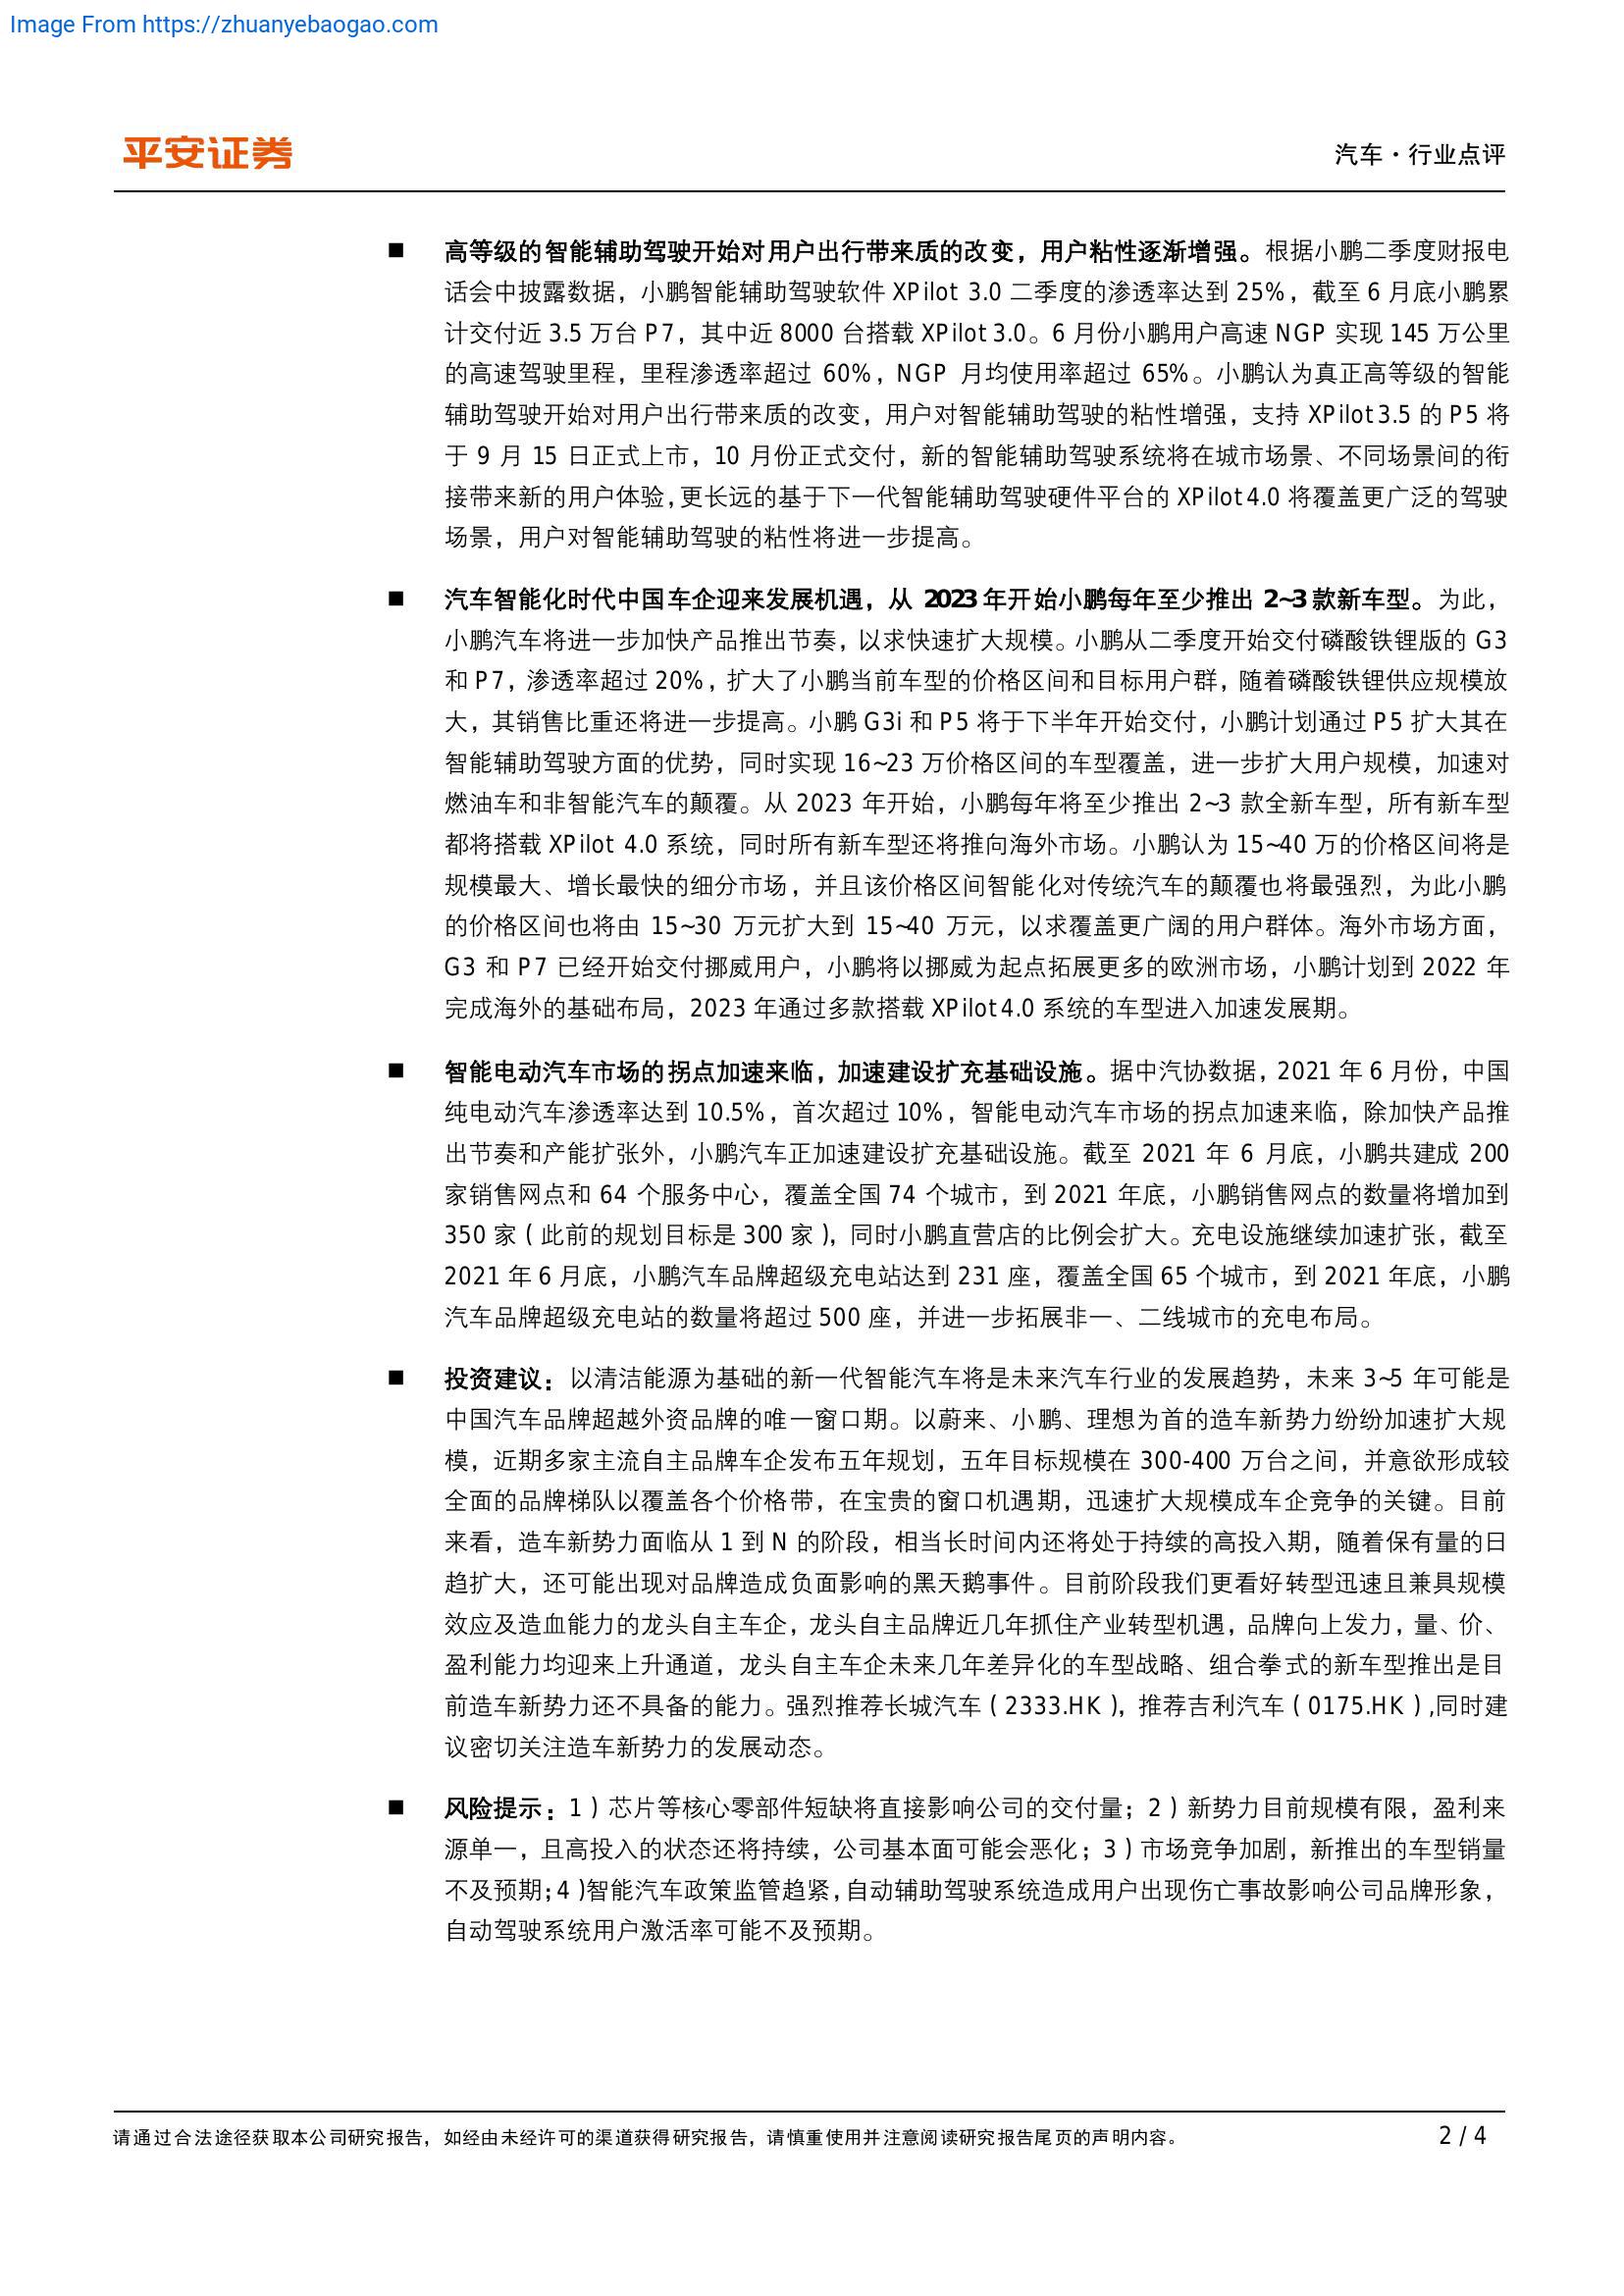 Image From https://zhuanyebaogao.com
平安证券
汽车·行业点评
■ 高等级的智能辅助驾驶开始对用户出行带来质的改变，用户粘性逐渐增强。根据小鹏二季度财报电
话会中披露数据，小鹏智能辅助驾驶软件 XPilot 3.0 二季度的渗透率达到 25%，截至 6 月底小鹏累
计交付近 3.5 万台 P7，其中近 8000 台搭载 XPilot 3.0。6 月份小鹏用户高速 NGP 实现 145 万公里
的高速驾驶里程，里程渗透率超过 60%，NGP 月均使用率超过 65%。小鹏认为真正高等级的智能
辅助驾驶开始对用户出行带来质的改变，用户对智能辅助驾驶的粘性增强，支持 XPilot 3.5 的 P5 将
于 9 月 15 日正式上市，10 月份正式交付，新的智能辅助驾驶系统将在城市场景、不同场景间的衔
接带来新的用户体验，更长远的基于下一代智能辅助驾驶硬件平台的 XPilot 4.0 将覆盖更广泛的驾驶
场景，用户对智能辅助驾驶的粘性将进一步提高。
■ 汽车智能化时代中国车企迎来发展机遇，从 2023 年开始小鹏每年至少推出 2~3 款新车型。为此，
小鹏汽车将进一步加快产品推出节奏，以求快速扩大规模。小鹏从二季度开始交付磷酸铁锂版的 G3
和 P7，渗透率超过 20%，扩大了小鹏当前车型的价格区间和目标用户群，随着磷酸铁锂供应规模放
大，其销售比重还将进一步提高。小鹏 G3i 和 P5 将于下半年开始交付，小鹏计划通过 P5 扩大其在
智能辅助驾驶方面的优势，同时实现 16~23 万价格区间的车型覆盖，进一步扩大用户规模，加速对
燃油车和非智能汽车的颠覆。从 2023 年开始，小鹏每年将至少推出 2~3 款全新车型，所有新车型
都将搭载 XPilot 4.0 系统，同时所有新车型还将推向海外市场。小鹏认为 15~40 万的价格区间将是
规模最大、增长最快的细分市场，并且该价格区间智能化对传统汽车的颠覆也将最强烈，为此小鹏
的价格区间也将由 15~30 万元扩大到 15~40 万元，以求覆盖更广阔的用户群体。海外市场方面，
G3 和 P7 已经开始交付挪威用户，小鹏将以挪威为起点拓展更多的欧洲市场，小鹏计划到 2022 年
完成海外的基础布局，2023 年通过多款搭载 XPilot 4.0 系统的车型进入加速发展期。
■ 智能电动汽车市场的拐点加速来临，加速建设扩充基础设施。据中汽协数据，2021 年 6 月份，中国
纯电动汽车渗透率达到 10.5%，首次超过 10%，智能电动汽车市场的拐点加速来临，除加快产品推
出节奏和产能扩张外，小鹏汽车正加速建设扩充基础设施。截至 2021 年 6 月底，小鹏共建成 200
家销售网点和 64 个服务中心，覆盖全国 74 个城市，到 2021 年底，小鹏销售网点的数量将增加到
350 家（此前的规划目标是 300 家），同时小鹏直营店的比例会扩大。充电设施继续加速扩张，截至
2021 年 6 月底，小鹏汽车品牌超级充电站达到 231 座，覆盖全国 65 个城市，到 2021 年底，小鹏
汽车品牌超级充电站的数量将超过 500 座，并进一步拓展非一、二线城市的充电布局。
■ 投资建议：以清洁能源为基础的新一代智能汽车将是未来汽车行业的发展趋势，未来 3~5 年可能是
中国汽车品牌超越外资品牌的唯一窗口期。以蔚来、小鹏、理想为首的造车新势力纷纷加速扩大规
模，近期多家主流自主品牌车企发布五年规划，五年目标规模在 300-400 万台之间，并意欲形成较
全面的品牌梯队以覆盖各个价格带，在宝贵的窗口机遇期，迅速扩大规模成车企竞争的关键。目前
来看，造车新势力面临从 1 到 N 的阶段，相当长时间内还将处于持续的高投入期，随着保有量的日
趋扩大，还可能出现对品牌造成负面影响的黑天鹅事件。目前阶段我们更看好转型迅速且兼具规模
效应及造血能力的龙头自主车企，龙头自主品牌近几年抓住产业转型机遇，品牌向上发力，量、价、
盈利能力均迎来上升通道，龙头自主车企未来几年差异化的车型战略、组合拳式的新车型推出是目
前造车新势力还不具备的能力。强烈推荐长城汽车（2333.HK），推荐吉利汽车（0175.HK）,同时建
议密切关注造车新势力的发展动态。
■ 风险提示：1）芯片等核心零部件短缺将直接影响公司的交付量；2）新势力目前规模有限，盈利来
源单一，且高投入的状态还将持续，公司基本面可能会恶化；3）市场竞争加剧，新推出的车型销量
不及预期；4）智能汽车政策监管趋紧，自动辅助驾驶系统造成用户出现伤亡事故影响公司品牌形象，
自动驾驶系统用户激活率可能不及预期。
请通过合法途径获取本公司研究报告，如经由未经许可的渠道获得研究报告，请慎重使用并注意阅读研究报告尾页的声明内容。
2 / 4